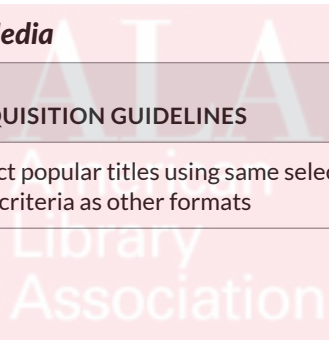 edia
QUISITION GUIDELINES
ct popular titles using same selec
criteria as other formats
ALA
American
Library
Association